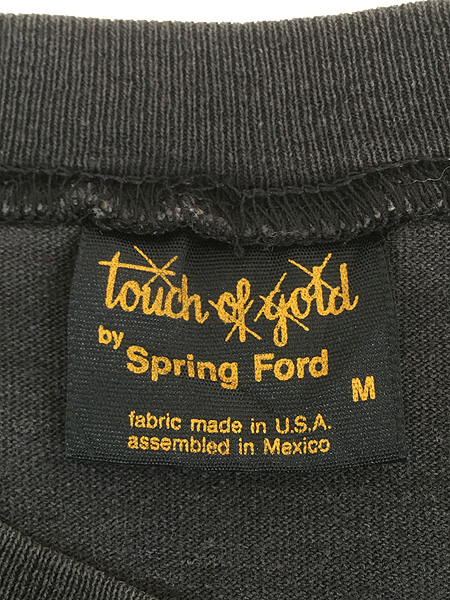 touch of gold
by
Spring Ford
M
fabric made in U.S.A.
assembled in Mexico